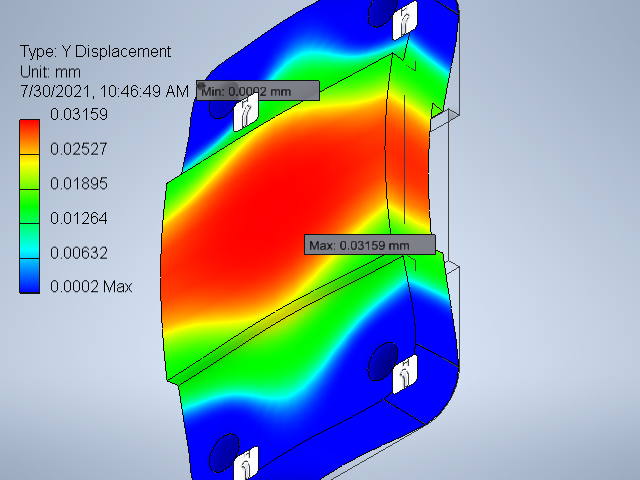 Type: Y Displacement
Unit: mm
7/30/2021, 10:46:49 AM
Min: 0.0002 mm
0.03159
0.02527
0.01895
0.01264
0.00632
0.0002 Max
Max: 0.03159 mm